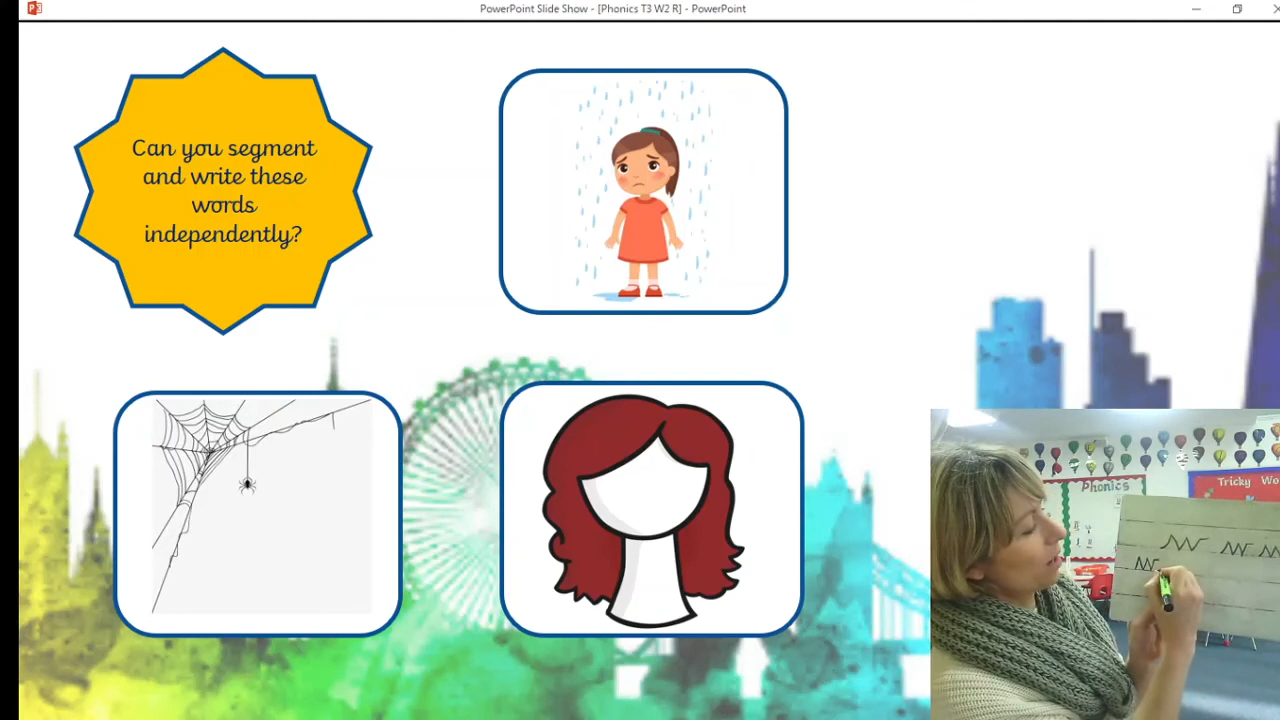 PowerPoint Slide Show - [Phonics T3 W2 R] - PowerPoint
Can you segment
and write these
words
independently?
Phonics
Tricky Wo